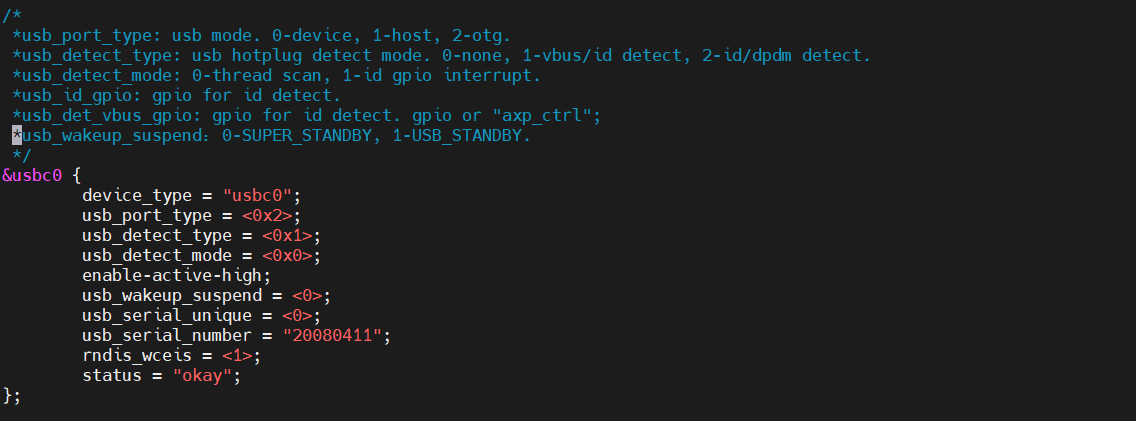 /*
 *usb_port_type: usb mode. 0-device, 1-host, 2-otg.
 *usb_detect_type: usb hotplug detect mode. 0-none, 1-vbus/id detect, 2-id/dpdm detect.
 *usb_detect_mode: 0-thread scan, 1-id gpio interrupt.
 *usb_id_gpio: gpio for id detect.
 *usb_det_vbus_gpio: gpio for id detect. gpio or "axp_ctrl";
 *usb_wakeup_suspend：0-SUPER_STANDBY, 1-USB_STANDBY.
 */
&usbc0 {
        device_type = "usbc0";
        usb_port_type = <0x2>;
        usb_detect_type = <0x1>;
        usb_detect_mode = <0x0>;
        enable-active-high;
        usb_wakeup_suspend = <0>;
        usb_serial_unique = <0>;
        usb_serial_number = "20080411";
        rndis_wceis = <1>;
        status = "okay";
};